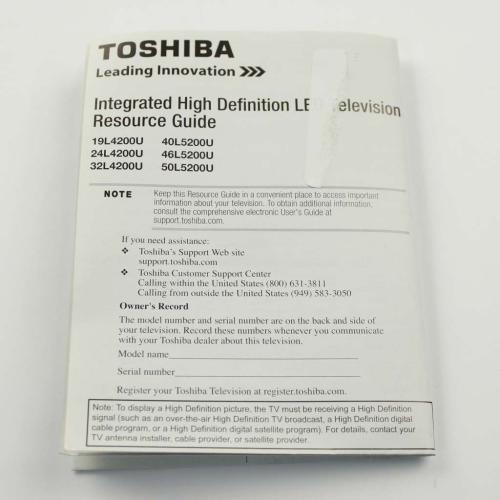 TOSHIBA
Leading Innovation >>>
Integrated High Definition LED Television
Resource Guide
19L4200U 40L5200U
24L4200U 46L5200U
32L4200U 50L5200U
NOTE Keep this Resource Guide in a convenient place to access important
information about your television. To obtain additional information,
consult the comprehensive electronic User's Guide at
support.toshiba.com.
If you need assistance:
❖ Toshiba's Support Web site
support.toshiba.com
❖ Toshiba Customer Support Center
Calling within the United States (800) 631-3811
Calling from outside the United States (949) 583-3050
Owner's Record
The model number and serial number are on the back and side of
your television. Record these numbers whenever you communicate
with your Toshiba dealer about this television.
Model name
Serial number
Register your Toshiba Television at register.toshiba.com.
Note: To display a High Definition picture, the TV must be receiving a High Definition
signal (such as an over-the-air High Definition TV broadcast, a High Definition digital
cable program, or a High Definition digital satellite program). For details, contact your
TV antenna installer, cable provider, or satellite provider.